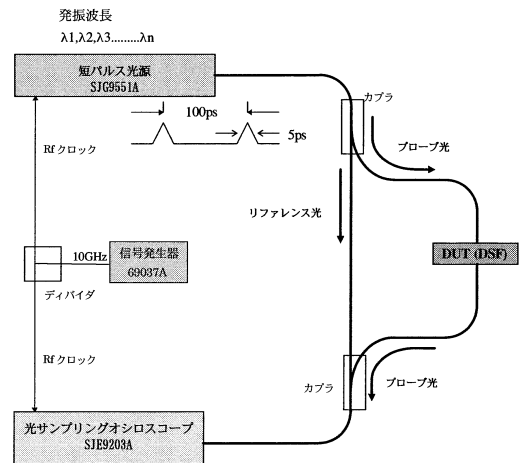 発振波長
λ1,λ2,λ3.........λn
短パルス光源
SJG9551A
カプラ
100ps
5ps
プローブ光
Rfクロック
リファレンス光
10GHz
信号発生器
69037A
DUT (DSF)
ディバイダ
Rfクロック
カプラ
プローブ光
光サンプリングオシロスコープ
SJE9203A